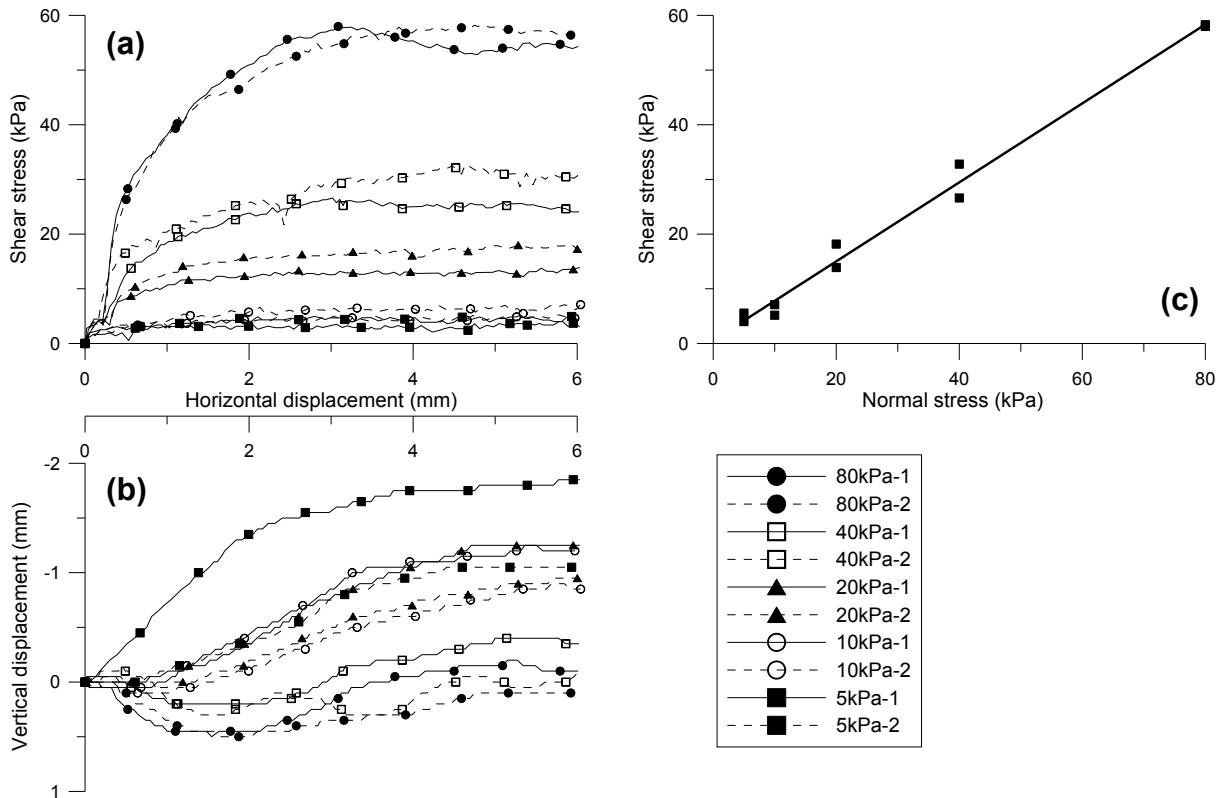 (a)
Shear stress (kPa)
60
40
20
0
0 2 4 6
Horizontal displacement (mm)
0 2 4 6
(b)
Vertical displacement (mm)
-2
-1
0
1
(c)
Shear stress (kPa)
60
40
20
0
0 20 40 60 80
Normal stress (kPa)
80kPa-1
80kPa-2
40kPa-1
40kPa-2
20kPa-1
20kPa-2
10kPa-1
10kPa-2
5kPa-1
5kPa-2